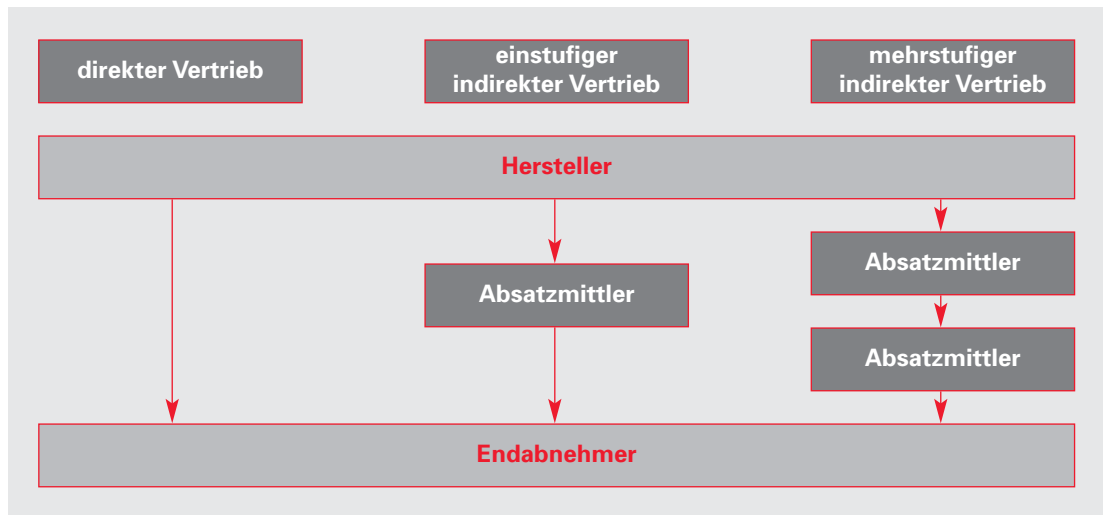 direkter Vertrieb
einstufiger
indirekter Vertrieb
mehrstufiger
indirekter Vertrieb
Hersteller
Absatzmittler
Absatzmittler
Absatzmittler
Endabnehmer